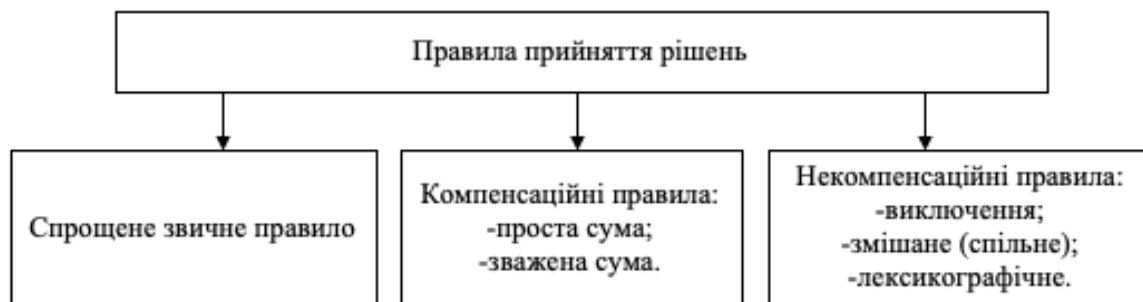 Правила прийняття рішень
Спрощене звичне правило
Компенсаційні правила:
-проста сума;
-зважена сума.
Некомпенсаційні правила:
-виключення;
-змішане (спільне);
-лексикографічне.